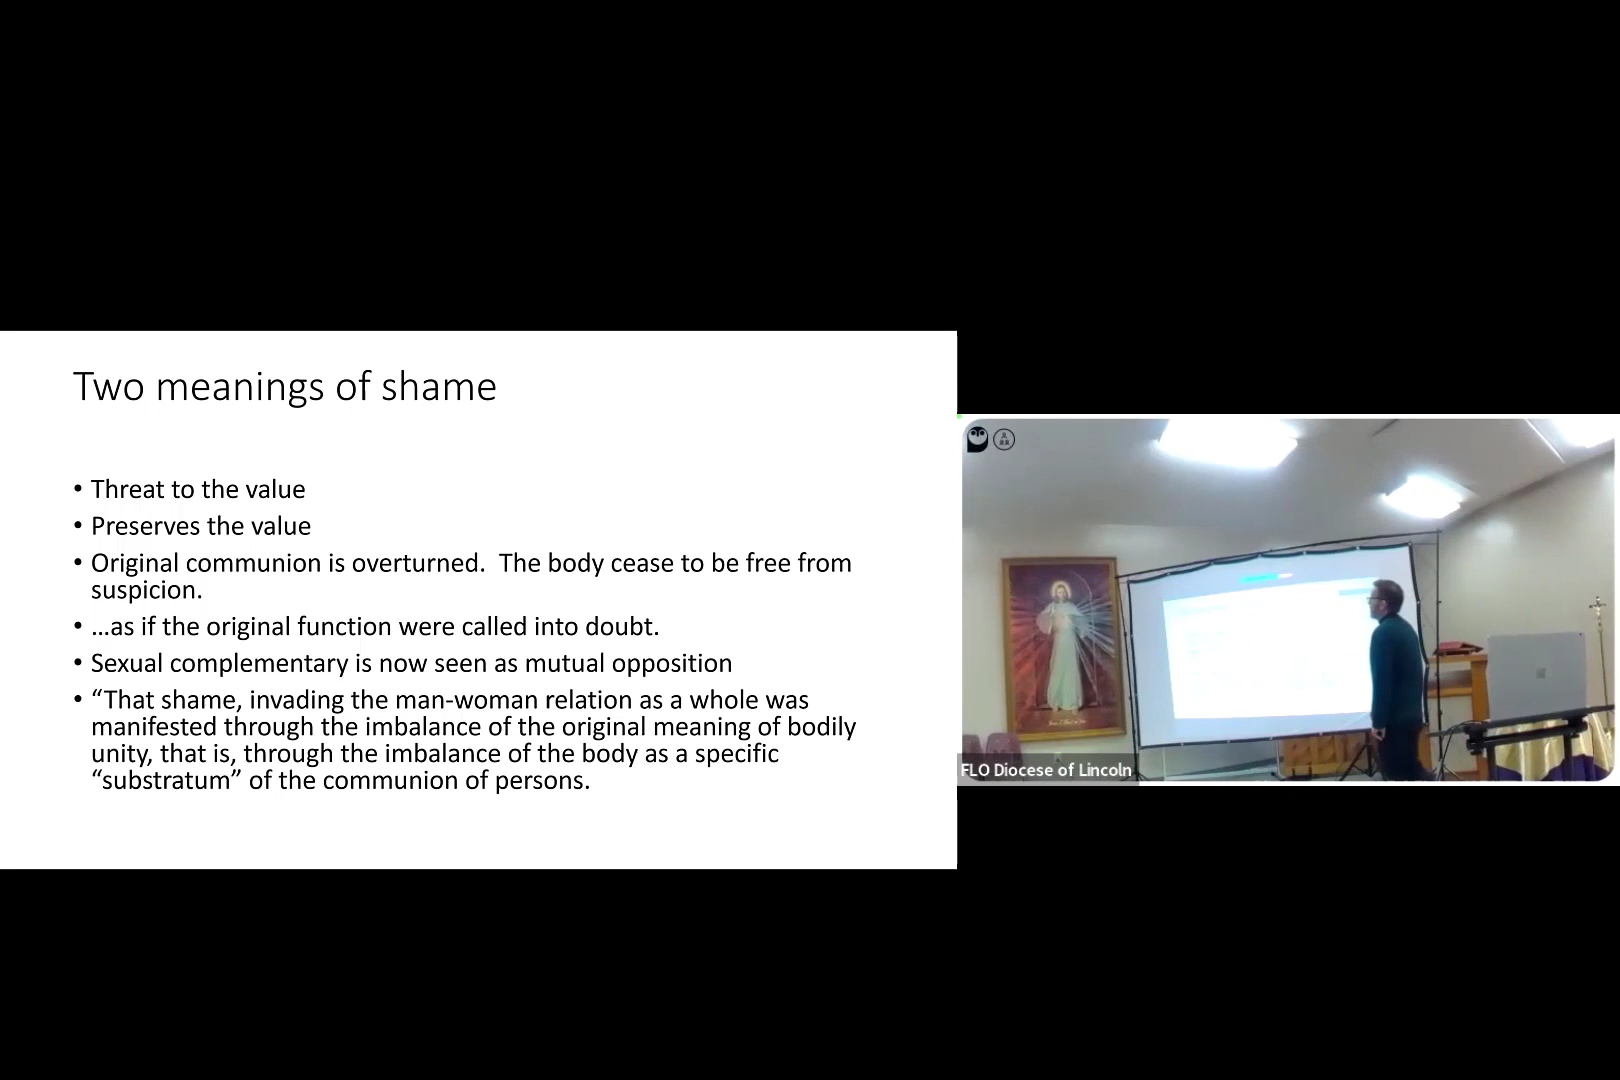 Two meanings of shame
• Threat to the value
• Preserves the value
• Original communion is overturned.  The body cease to be free from
suspicion.
• …as if the original function were called into doubt.
• Sexual complementary is now seen as mutual opposition
• “That shame, invading the man-woman relation as a whole was
manifested through the imbalance of the original meaning of bodily
unity, that is, through the imbalance of the body as a specific
“substratum” of the communion of persons.
FLO Diocese of Lincoln